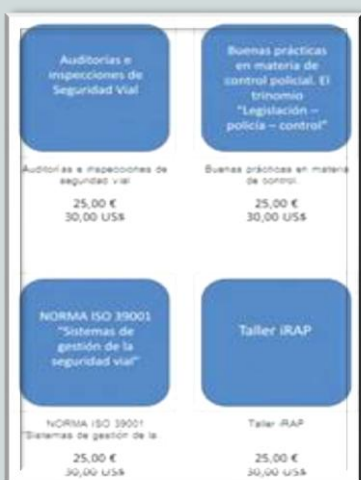 Auditorías e
inspecciones de
Seguridad Vial
Auditorías e inspecciones de
seguridad vial
25,00 €
30,00 US$
Buenas prácticas
en materia de
control policial. El
trinomio
"Legislación –
policía – control"
Buenas prácticas en materia
de control.
25,00 €
30,00 US$
NORMA ISO 39001
"Sistemas de
gestión de la
seguridad vial"
NORMA ISO 39001
"Sistemas de gestión de la
25,00 €
30,00 US$
Taller iRAP
Taller iRAP
25,00 €
30,00 US$